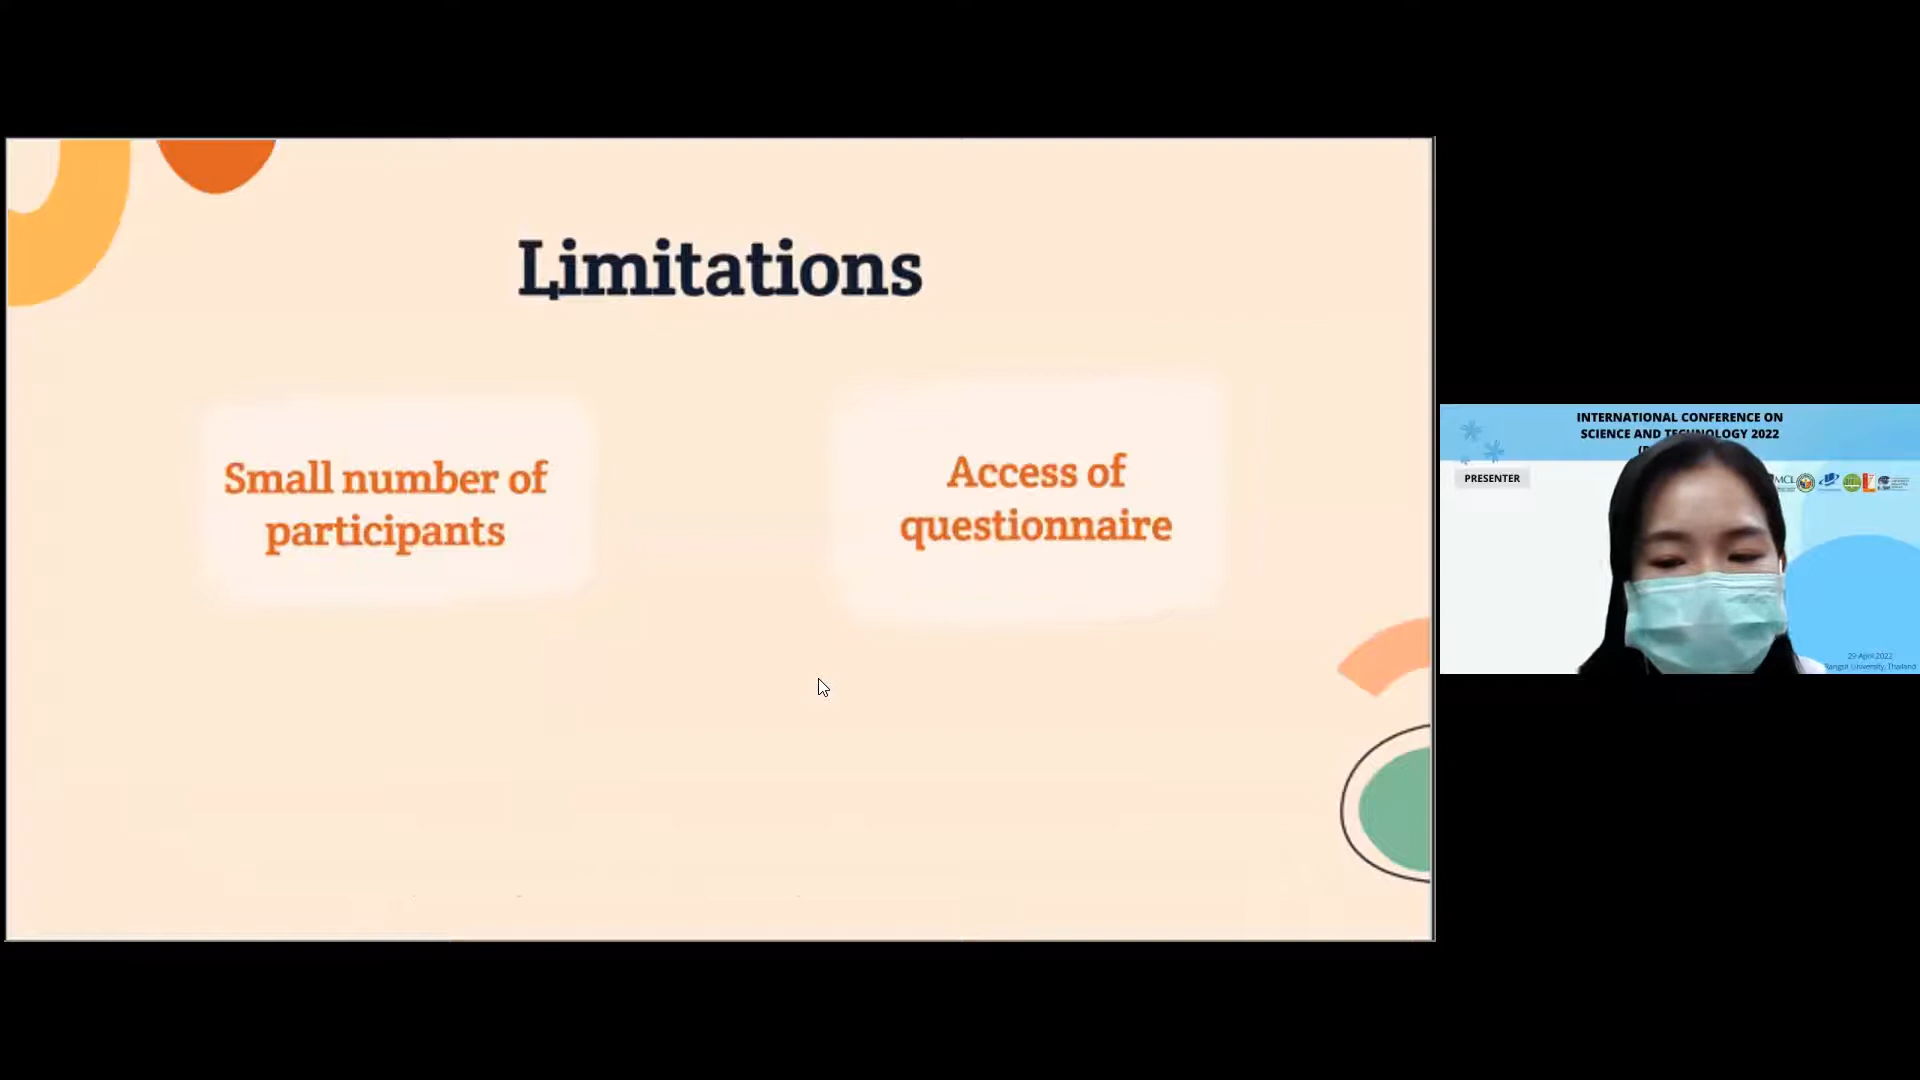 Limitations
Small number of
participants
Access of
questionnaire
INTERNATIONAL CONFERENCE ON
SCIENCE AND TECHNOLOGY 2022
PRESENTER
MCL
29 April 2022
Rangsit University, Thailand